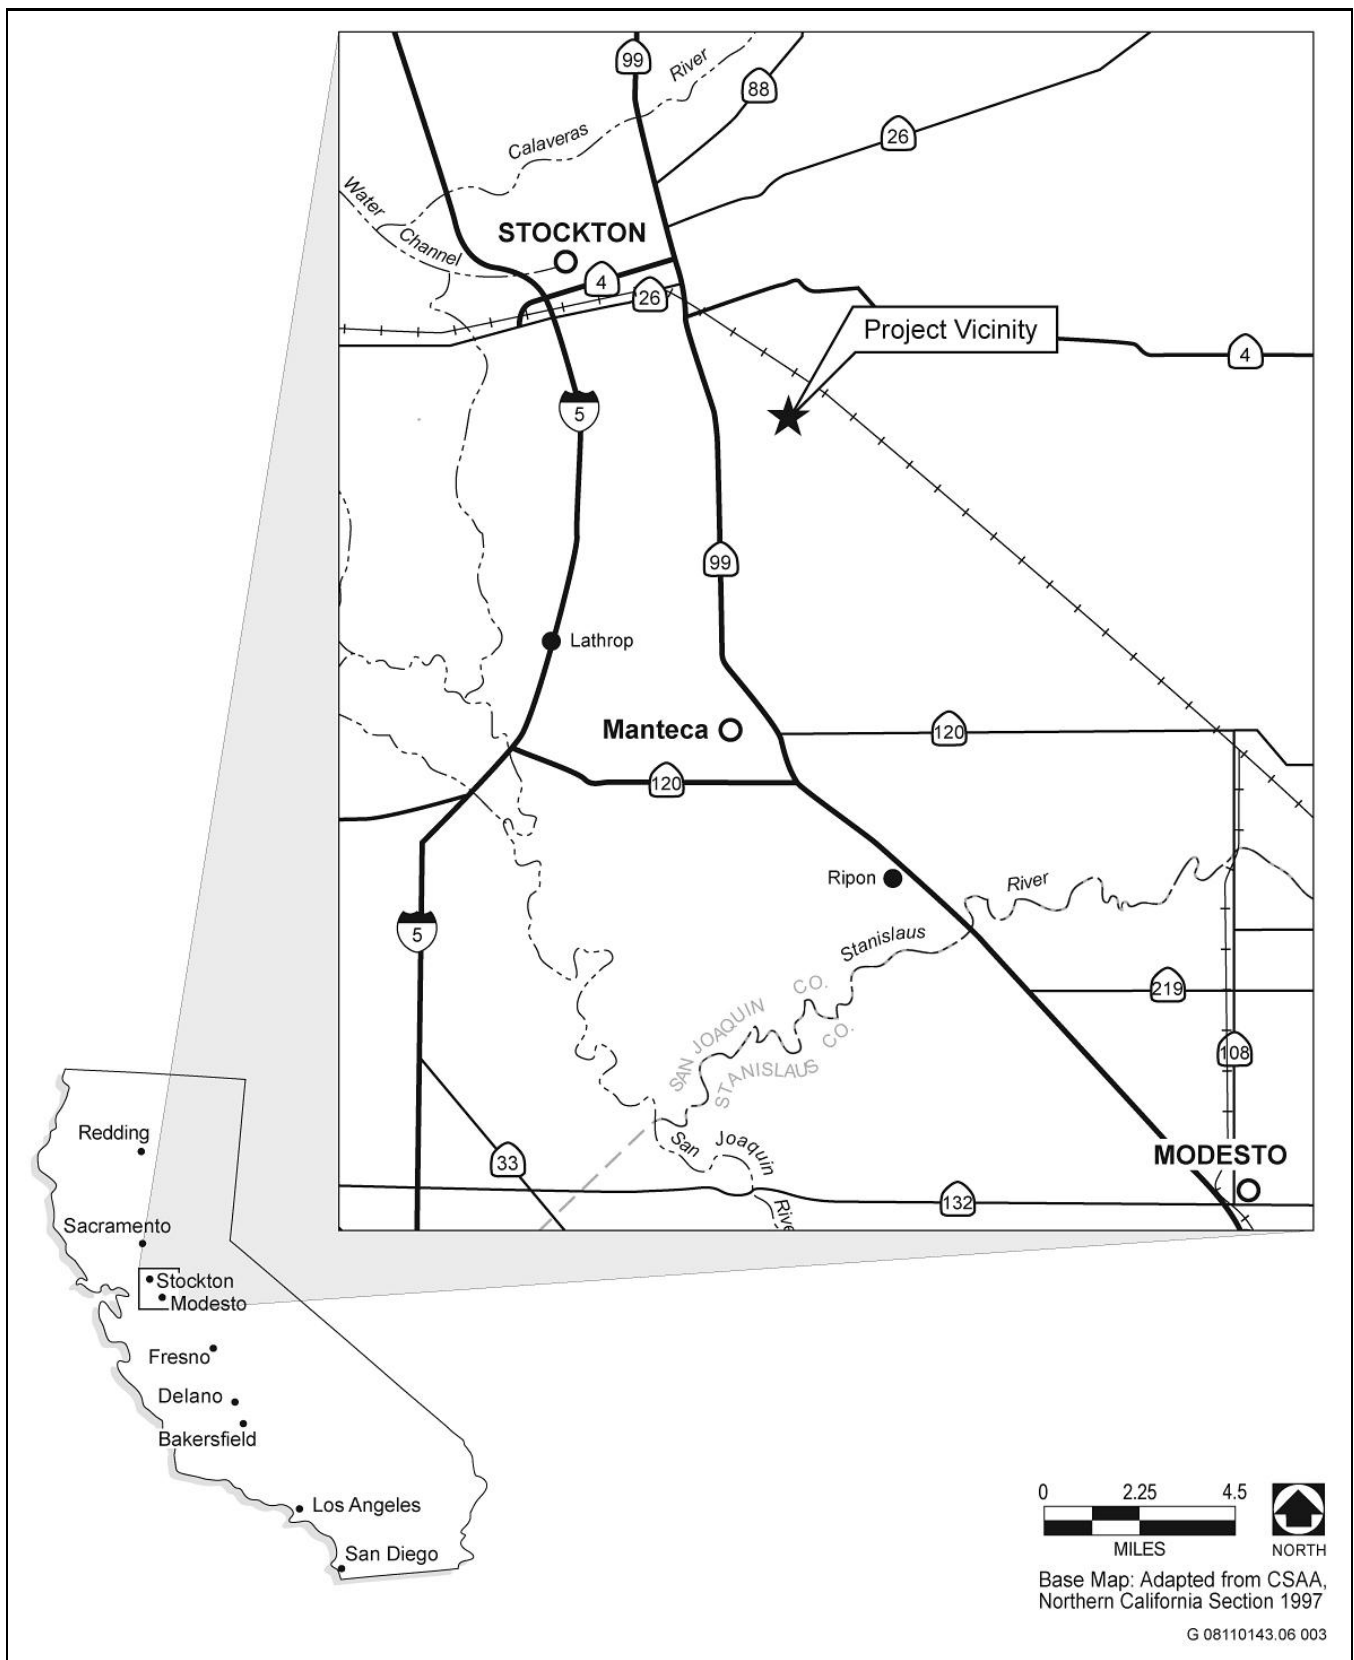 99
River
88
Calaveras
26
Water
Channel
STOCKTON
4
26
Project Vicinity
4
5
99
Lathrop
Manteca
120
120
Ripon
River
5
Stanislaus
SAN JOAQUIN CO.
STANISLAUS CO.
219
108
San Joaquin
River
33
MODESTO
132
Redding
Sacramento
Stockton
Modesto
Fresno
Delano
Bakersfield
Los Angeles
San Diego
0 2.25 4.5
MILES
NORTH
Base Map: Adapted from CSAA,
Northern California Section 1997
G 08110143.06 003